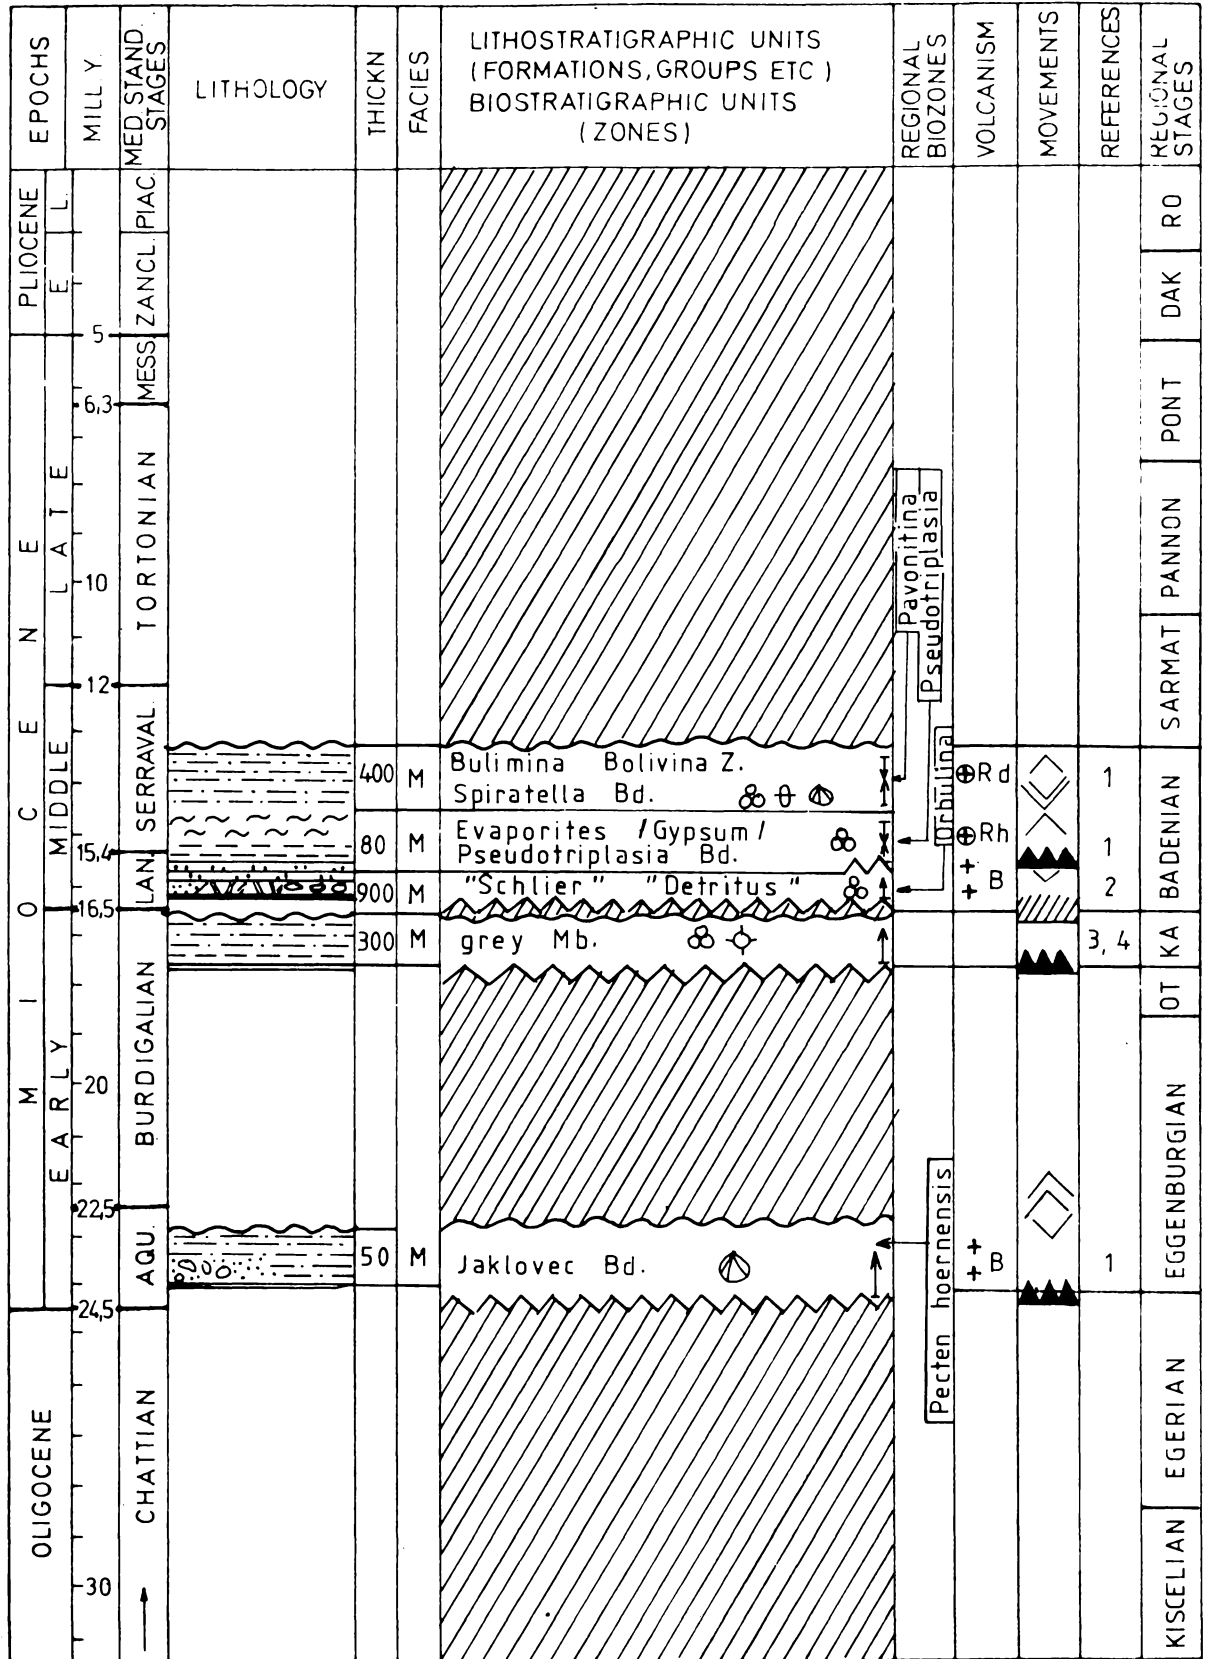 EPOCHS
MILL.Y.
MED STAND.
STAGES
LITHOLOGY
THICKN
FACIES
LITHOSTRATIGRAPHIC UNITS
(FORMATIONS, GROUPS ETC )
BIOSTRATIGRAPHIC UNITS
(ZONES)
REGIONAL
BIOZONES
VOLCANISM
MOVEMENTS
REFERENCES
REGIONAL
STAGES
PLIOCENE
L.
E
PIAC.
ZANCL.
RO
DAK
5
MESS.
6,3
PONT
MIOCENE
LATE
TORTONIAN
10
PANNON
Pavonitina
Pseudotriplasia
SARMAT
12
MIDDLE
SERRAVAL.
400
M
Bulimina Bolivina Z.
Spiratella Bd.
Orbulina
Rd
1
BADENIAN
80
M
Evaporites /Gypsum/
Pseudotriplasia Bd.
+ Rh
1
15,4
LAN.
900
M
"Schlier" "Detritus"
+
+ B
2
16,5
300
M
grey Mb.
3, 4
KA
OT
EARLY
BURDIGALIAN
20
EGGENBURGIAN
22,5
AQU.
50
M
Jaklovec Bd.
Pecten hoernensis
+
+ B
1
24,5
OLIGOCENE
CHATTIAN
EGERIAN
30
KISCELIAN